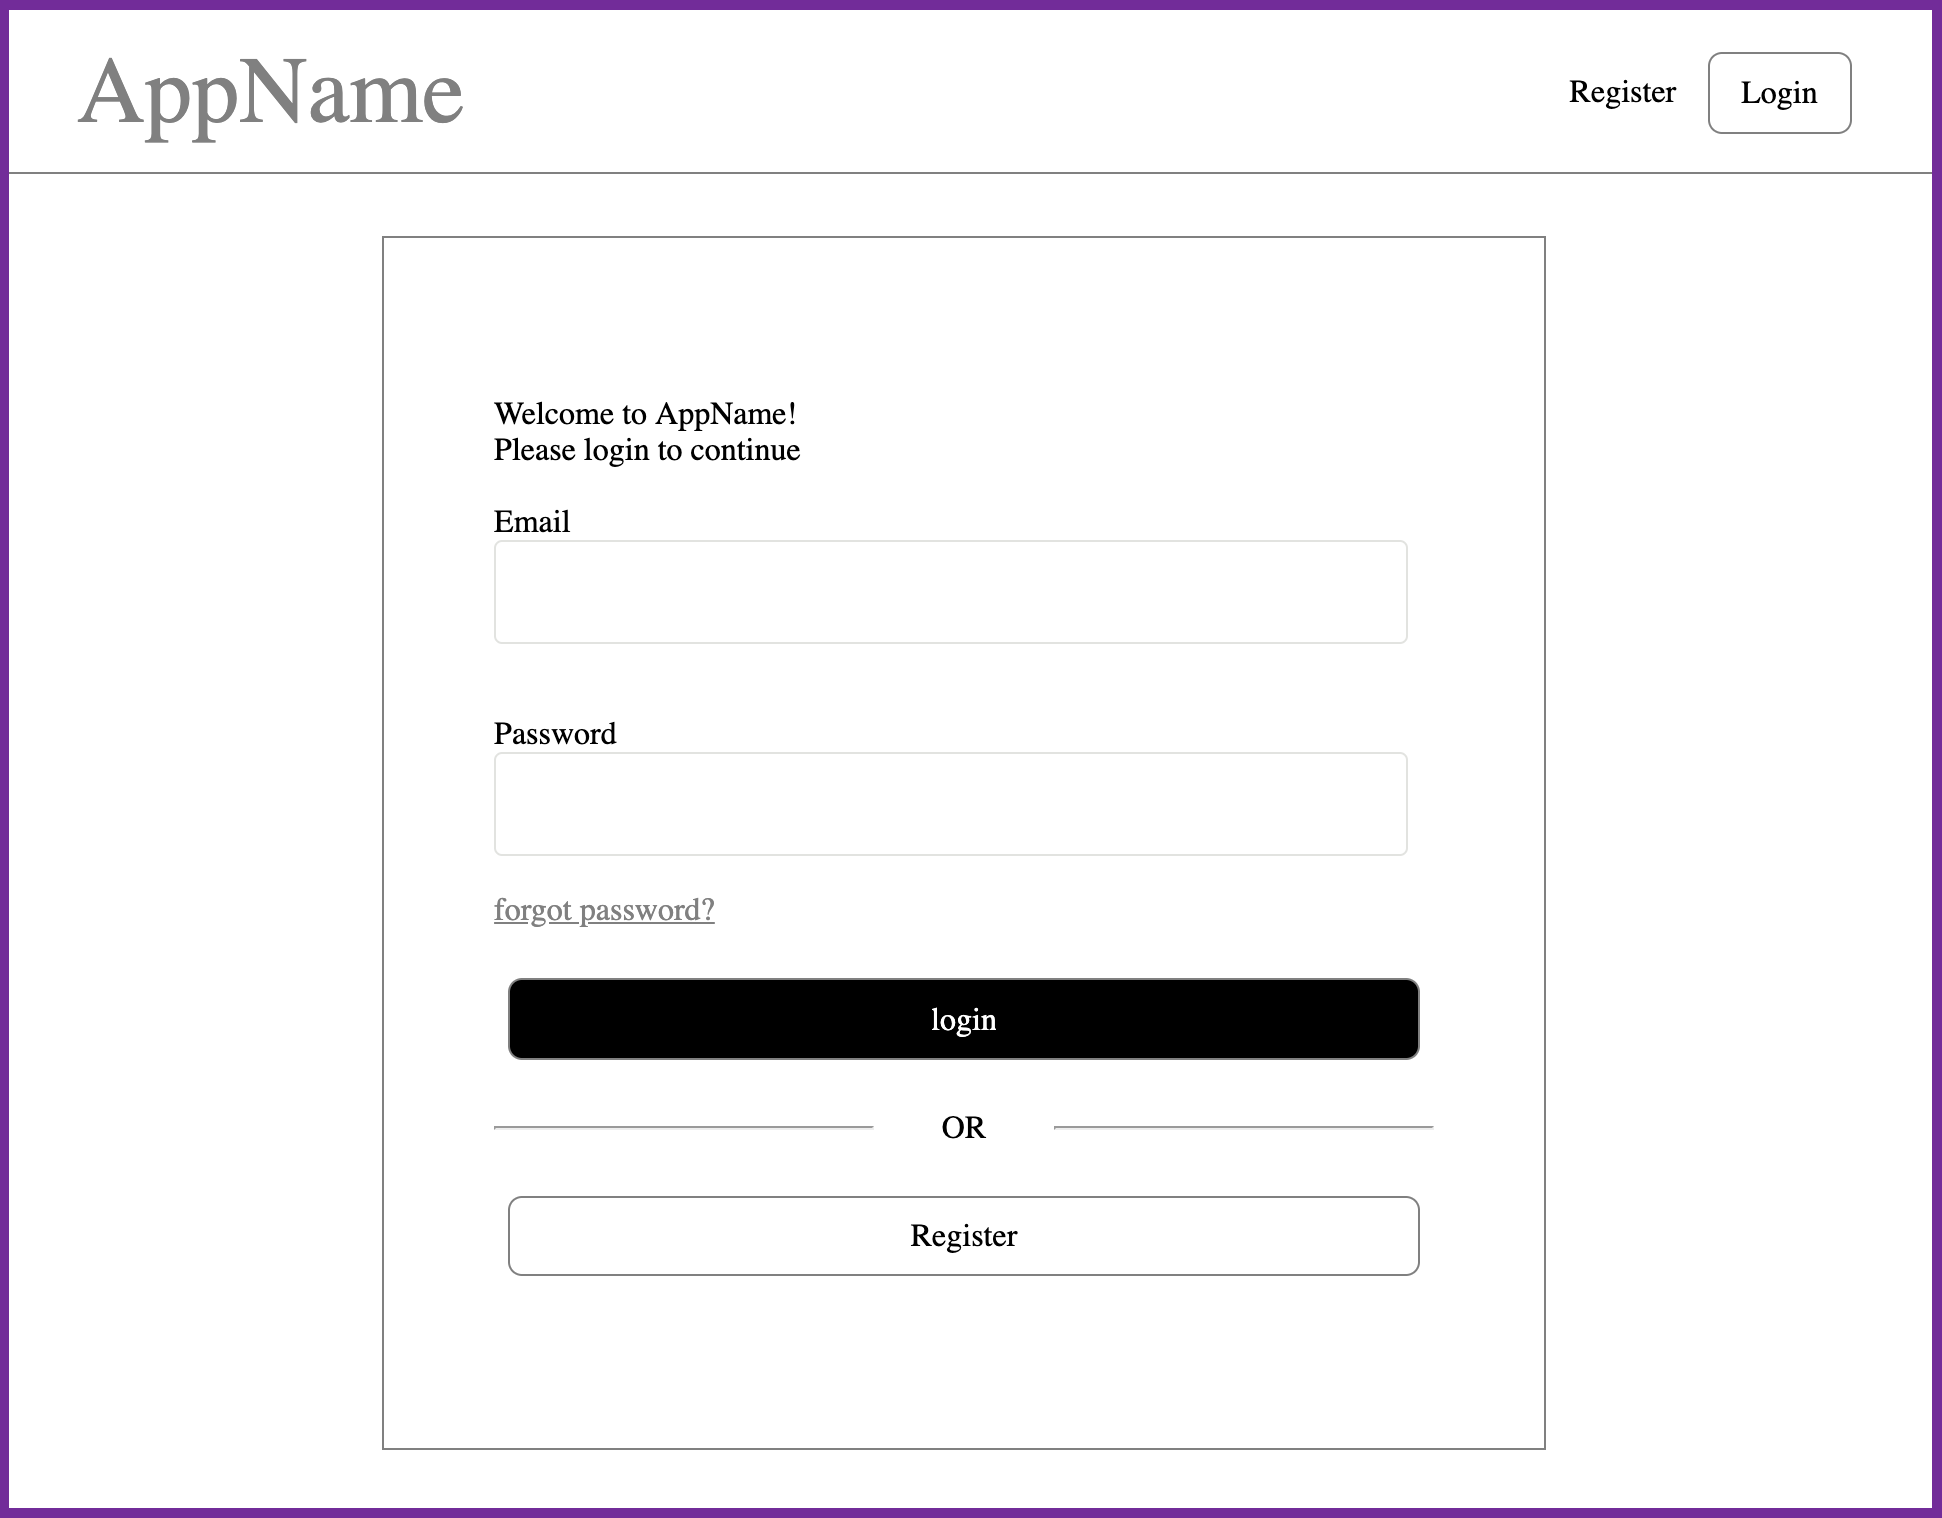 AppName
Register
Login
Welcome to AppName!
Please login to continue
Email
Password
forgot password?
login
OR
Register